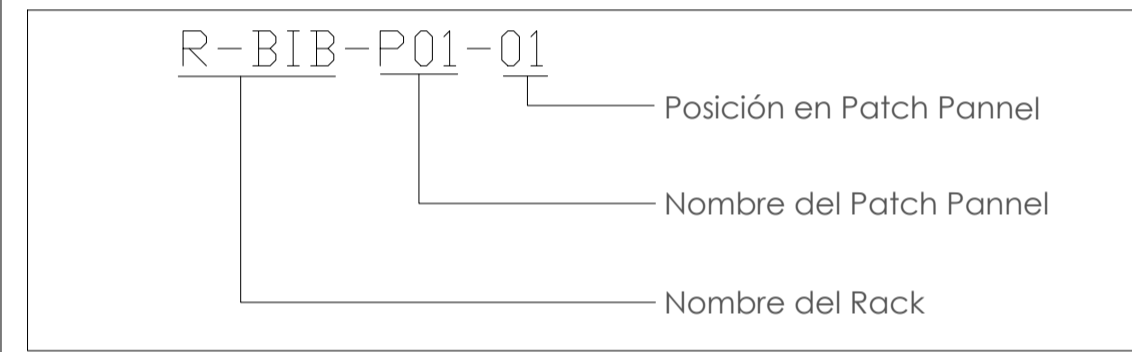 R-BIB-P01-01
Posición en Patch Pannel
Nombre del Patch Pannel
Nombre del Rack